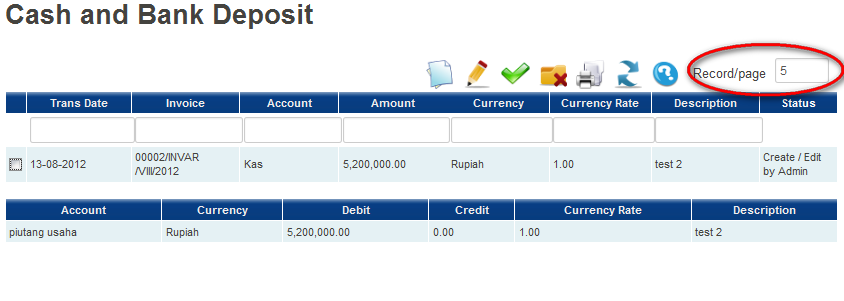 Cash and Bank Deposit
Record/page 5
Trans Date Invoice Account Amount Currency Currency Rate Description Status
13-08-2012 00002/INVAR Kas 5,200,000.00 Rupiah 1.00 test 2 Create / Edit
/VIII/2012 by Admin
Account Currency Debit Credit Currency Rate Description
piutang usaha Rupiah 5,200,000.00 0.00 1.00 test 2